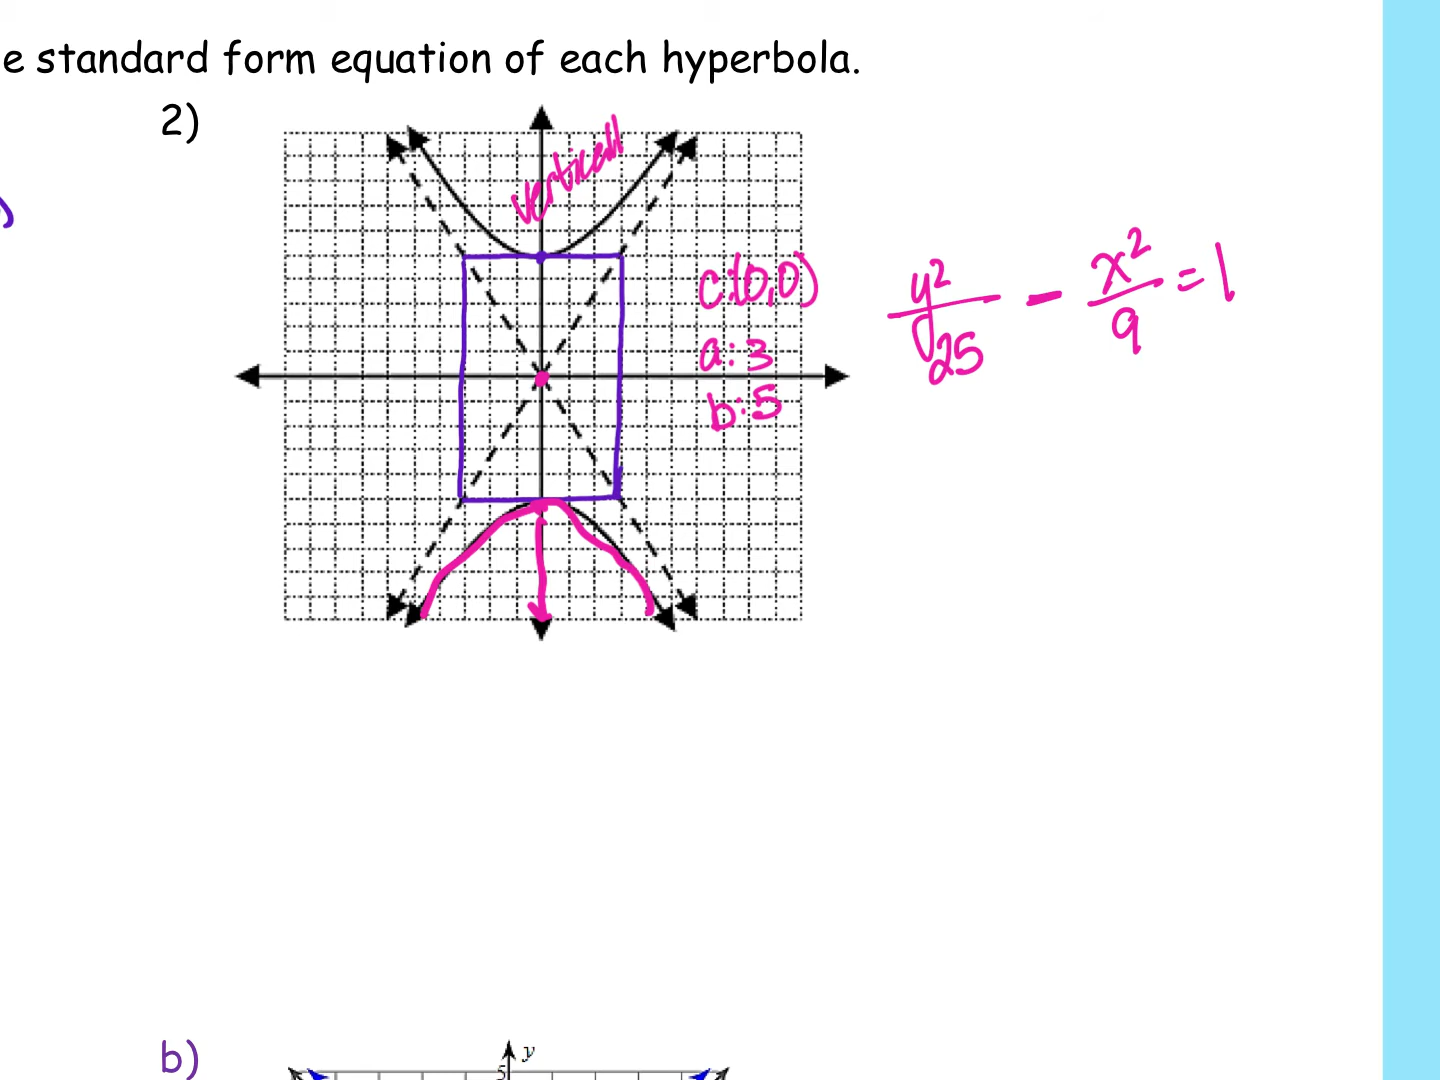 e standard form equation of each hyperbola.
2)
vertical
c:(0,0)
a: 3
b: 5
y²/25 - x²/9 = 1
b)
y
5